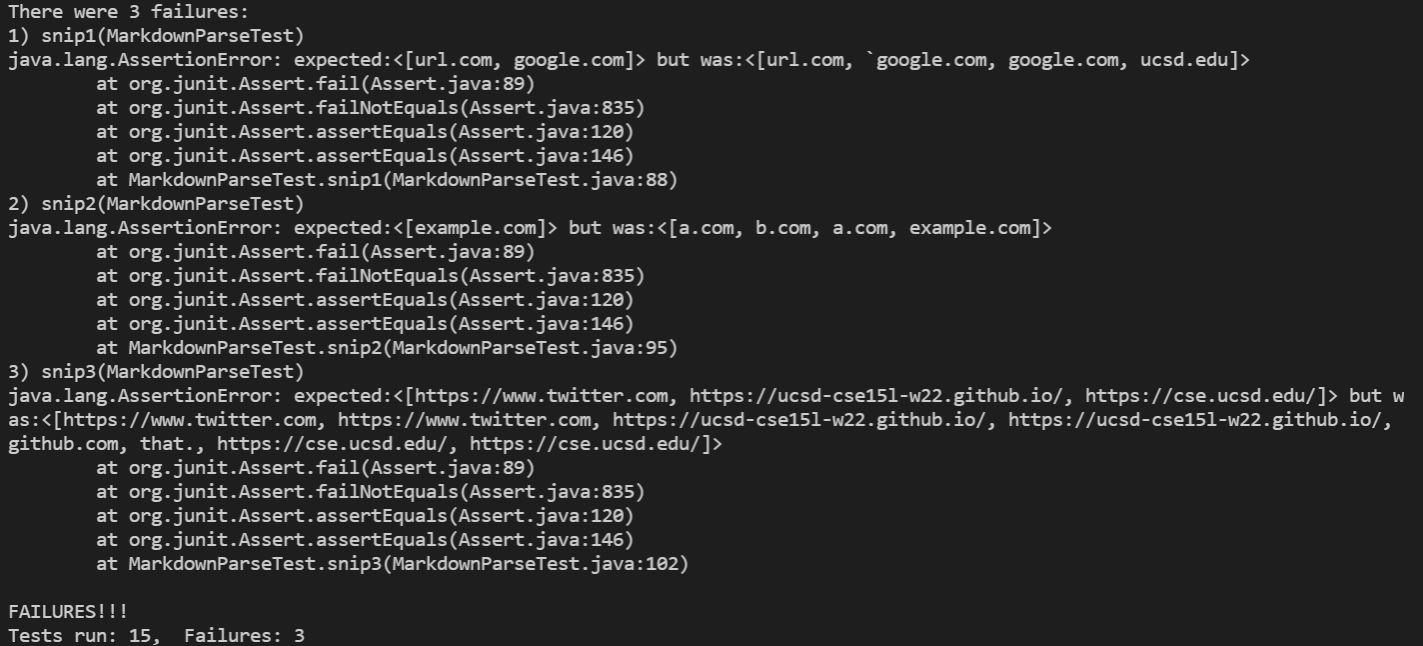 There were 3 failures:
1) snip1(MarkdownParseTest)
java.lang.AssertionError: expected:<[url.com, google.com]> but was:<[url.com, `google.com, google.com, ucsd.edu]>
        at org.junit.Assert.fail(Assert.java:89)
        at org.junit.Assert.failNotEquals(Assert.java:835)
        at org.junit.Assert.assertEquals(Assert.java:120)
        at org.junit.Assert.assertEquals(Assert.java:146)
        at MarkdownParseTest.snip1(MarkdownParseTest.java:88)
2) snip2(MarkdownParseTest)
java.lang.AssertionError: expected:<[example.com]> but was:<[a.com, b.com, a.com, example.com]>
        at org.junit.Assert.fail(Assert.java:89)
        at org.junit.Assert.failNotEquals(Assert.java:835)
        at org.junit.Assert.assertEquals(Assert.java:120)
        at org.junit.Assert.assertEquals(Assert.java:146)
        at MarkdownParseTest.snip2(MarkdownParseTest.java:95)
3) snip3(MarkdownParseTest)
java.lang.AssertionError: expected:<[https://www.twitter.com, https://ucsd-cse15l-w22.github.io/, https://cse.ucsd.edu/]> but w
as:<[https://www.twitter.com, https://www.twitter.com, https://ucsd-cse15l-w22.github.io/, https://ucsd-cse15l-w22.github.io/,
github.com, that., https://cse.ucsd.edu/, https://cse.ucsd.edu/]>
        at org.junit.Assert.fail(Assert.java:89)
        at org.junit.Assert.failNotEquals(Assert.java:835)
        at org.junit.Assert.assertEquals(Assert.java:120)
        at org.junit.Assert.assertEquals(Assert.java:146)
        at MarkdownParseTest.snip3(MarkdownParseTest.java:102)

FAILURES!!!
Tests run: 15,  Failures: 3